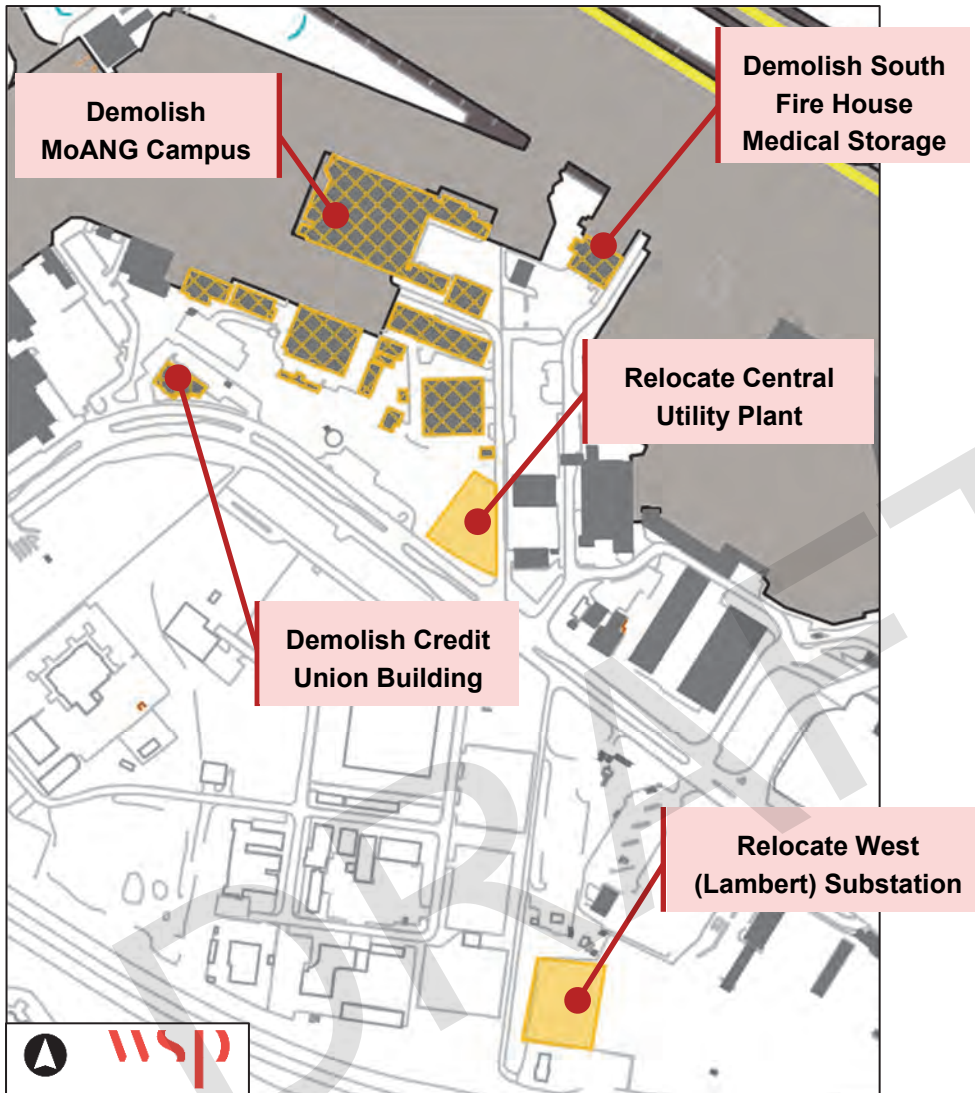 Demolish
MoANG Campus
Demolish South
Fire House
Medical Storage
Relocate Central
Utility Plant
Demolish Credit
Union Building
Relocate West
(Lambert) Substation
DRAFT
wsp